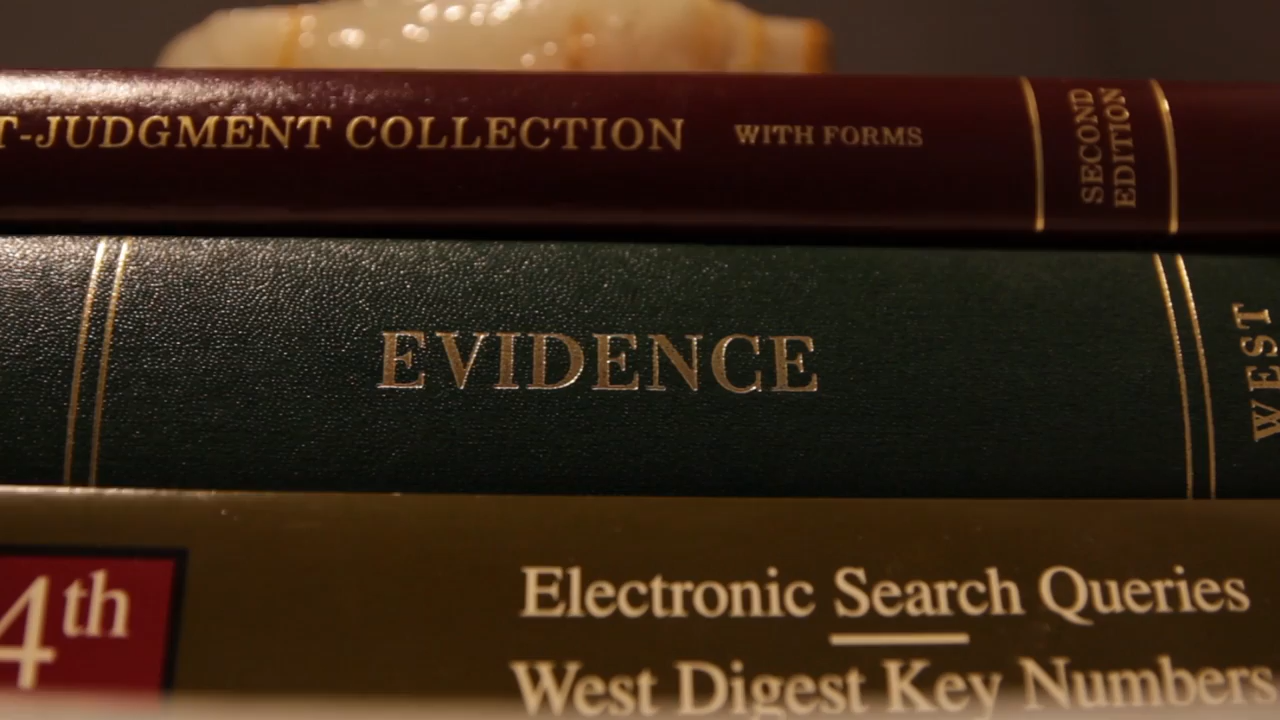 T-JUDGMENT COLLECTION WITH FORMS
SECOND
EDITION
EVIDENCE
WEST
4th
Electronic Search Queries
West Digest Key Numbers